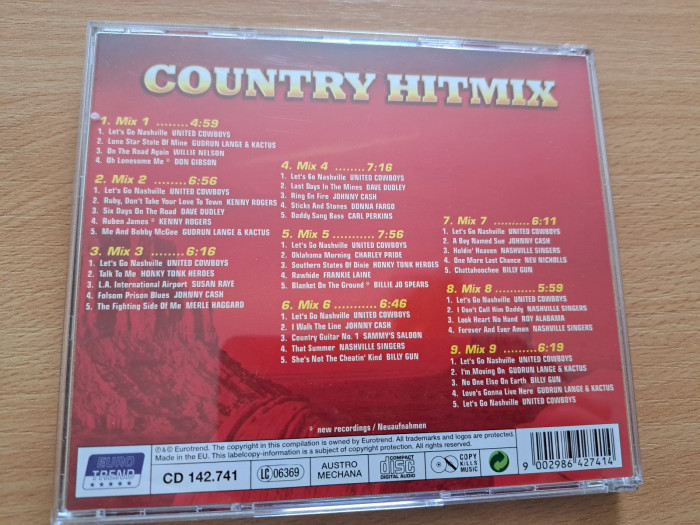 COUNTRY HITMIX
1. Mix 1 ........4:59
1. Let's Go Nashville UNITED COWBOYS
2. Lone Star State Of Mine GUDRUN LANGE & KACTUS
3. On The Road Again WILLIE NELSON
4. Oh Lonesome Me * DON GIBSON
2. Mix 2 ........6:56
1. Let's Go Nashville UNITED COWBOYS
2. Ruby, Don't Take Your Love To Town KENNY ROGERS
3. Six Days On The Road DAVE DUDLEY
4. Ruben James * KENNY ROGERS
5. Me And Bobby McGee GUDRUN LANGE & KACTUS
3. Mix 3 ........6:16
1. Let's Go Nashville UNITED COWBOYS
2. Talk To Me HONKY TONK HEROES
3. L.A. International Airport SUSAN RAYE
4. Folsom Prison Blues JOHNNY CASH
5. The Fighting Side Of Me MERLE HAGGARD
4. Mix 4 ........7:16
1. Let's Go Nashville UNITED COWBOYS
2. Last Days In The Mines DAVE DUDLEY
3. Ring On Fire JOHNNY CASH
4. Sticks And Stones DONNA FARGO
5. Daddy Sang Bass CARL PERKINS
5. Mix 5 ........7:56
1. Let's Go Nashville UNITED COWBOYS
2. Oklahoma Morning CHARLEY PRIDE
3. Southern States Of Dixie HONKY TONK HEROES
4. Rawhide FRANKIE LAINE
5. Blanket On The Ground * BILLIE JO SPEARS
6. Mix 6 ..........6:46
1. Let's Go Nashville UNITED COWBOYS
2. I Walk The Line JOHNNY CASH
3. Country Guitar No. 1 SAMMY'S SALOON
4. That Summer NASHVILLE SINGERS
5. She's Not The Cheatin' Kind BILLY GUN
7. Mix 7 .........6:11
1. Let's Go Nashville UNITED COWBOYS
2. A Boy Named Sue JOHNNY CASH
3. Holdin' Heaven NASHVILLE SINGERS
4. One More Last Chance NEV NICHOLLS
5. Chattahoochee BILLY GUN
8. Mix 8 .........5:59
1. Let's Go Nashville UNITED COWBOYS
2. I Don't Call Him Daddy NASHVILLE SINGERS
3. Look Heart No Hand ROY ALABAMA
4. Forever And Ever Amen NASHVILLE SINGERS
9. Mix 9 .........6:19
1. Let's Go Nashville UNITED COWBOYS
2. I'm Moving On GUDRUN LANGE & KACTUS
3. No One Else On Earth BILLY GUN
4. Love's Gonna Live Here GUDRUN LANGE & KACTUS
5. Let's Go Nashville UNITED COWBOYS
* new recordings / Neuaufnahmen
℗ & © Eurotrend. The copyright in this compilation is owned by Eurotrend. All trademarks and logos are protected.
Made in the EU. This labelcopy-information is a subject of copyright protection. All rights reserved.
EURO TREND
CD 142.741
LC 06369
AUSTRO MECHANA
COMPACT disc DIGITAL AUDIO
COPY KILLS MUSIC
9 002986 427414